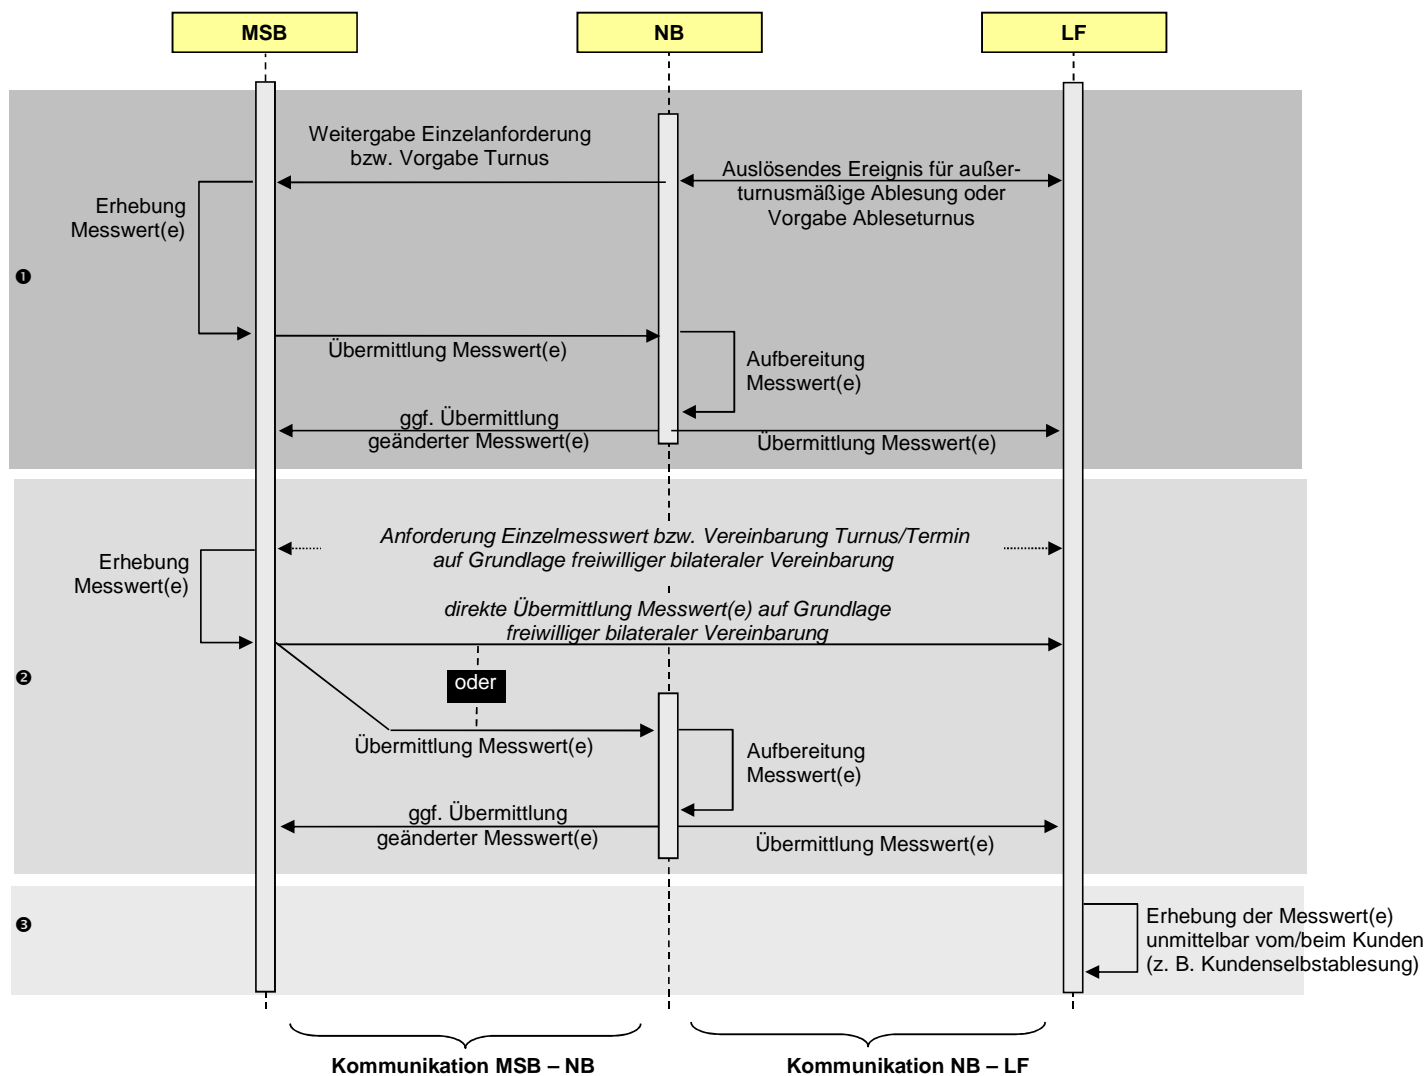 MSB
NB
LF
Weitergabe Einzelanforderung
bzw. Vorgabe Turnus
Auslösendes Ereignis für außer-
turnusmäßige Ablesung oder
Vorgabe Ableseturnus
Erhebung
Messwert(e)
❶
Übermittlung Messwert(e)
Aufbereitung
Messwert(e)
ggf. Übermittlung
geänderter Messwert(e)
Übermittlung Messwert(e)
Anforderung Einzelmesswert bzw. Vereinbarung Turnus/Termin
auf Grundlage freiwilliger bilateraler Vereinbarung
Erhebung
Messwert(e)
direkte Übermittlung Messwert(e) auf Grundlage
freiwilliger bilateraler Vereinbarung
❷
oder
Übermittlung Messwert(e)
Aufbereitung
Messwert(e)
ggf. Übermittlung
geänderter Messwert(e)
Übermittlung Messwert(e)
❸
Erhebung der Messwert(e)
unmittelbar vom/beim Kunden
(z. B. Kundenselbstablesung)
Kommunikation MSB – NB
Kommunikation NB – LF